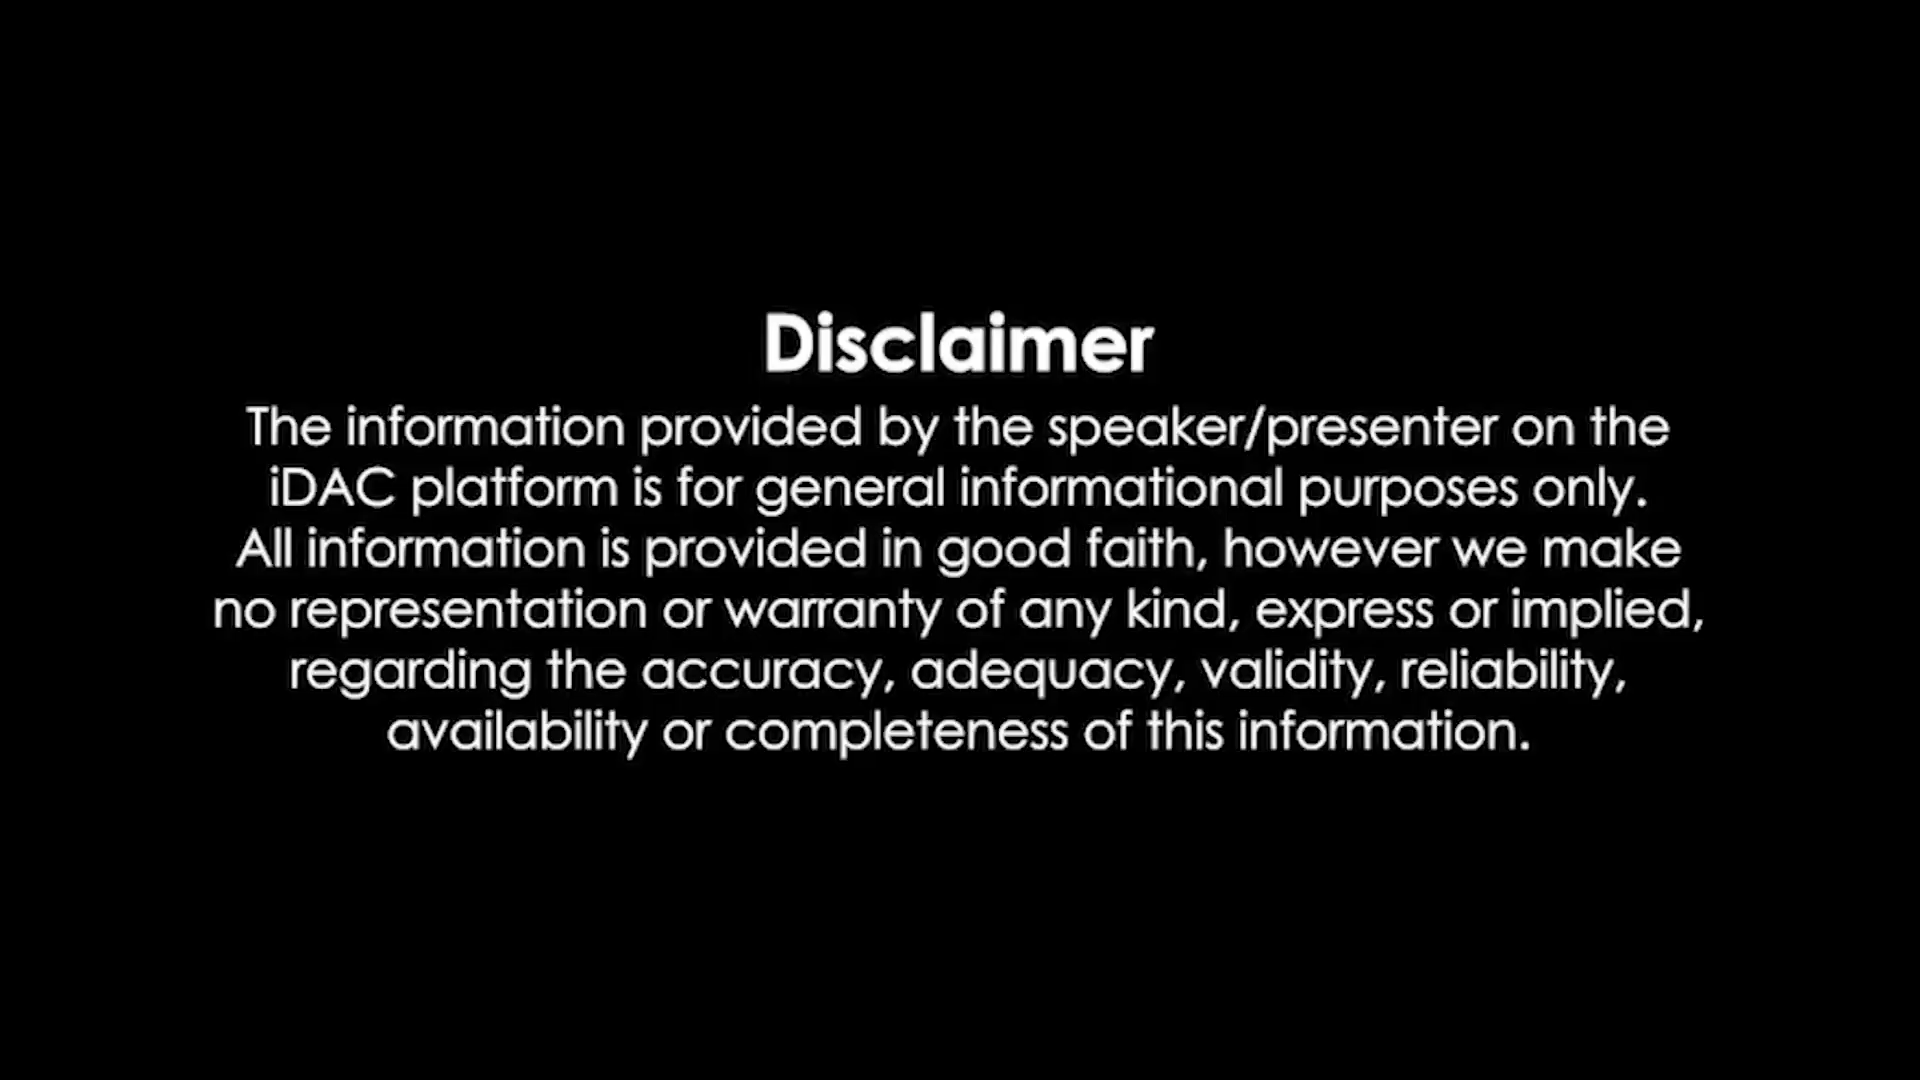 Disclaimer
The information provided by the speaker/presenter on the
iDAC platform is for general informational purposes only.
All information is provided in good faith, however we make
no representation or warranty of any kind, express or implied,
regarding the accuracy, adequacy, validity, reliability,
availability or completeness of this information.